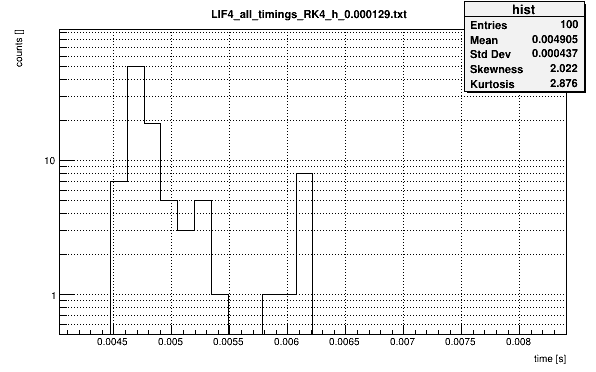 LIF4_all_timings_RK4_h_0.000129.txt
hist
Entries 100
Mean 0.004905
Std Dev 0.000437
Skewness 2.022
Kurtosis 2.876
counts []
10
1
0.0045 0.005 0.0055 0.006 0.0065 0.007 0.0075 0.008
time [s]